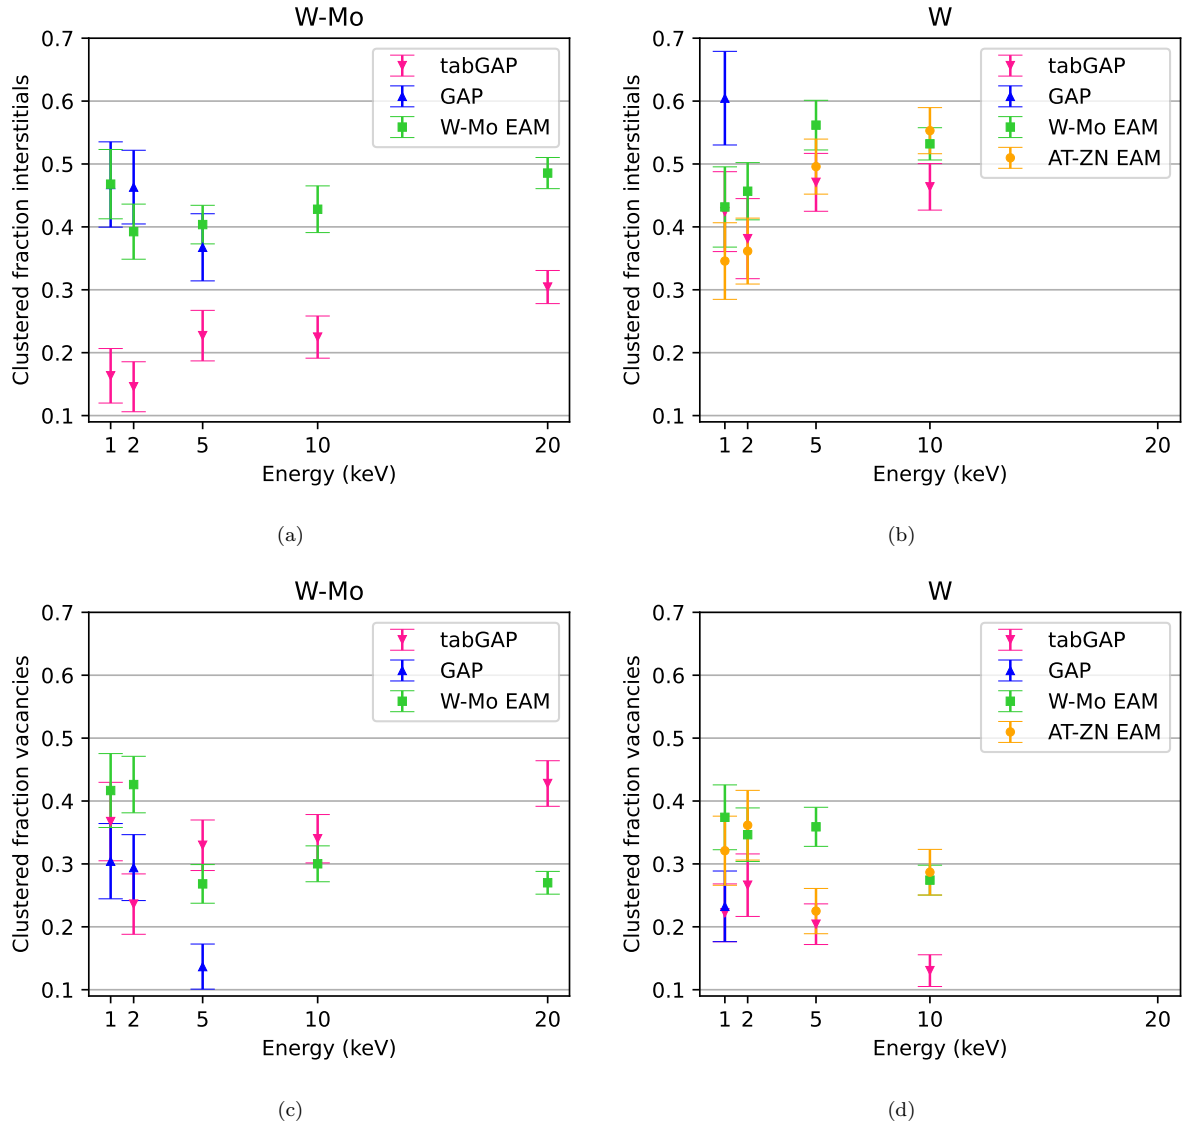 W-Mo
Clustered fraction interstitials
0.7
0.6
0.5
0.4
0.3
0.2
0.1
tabGAP
GAP
W-Mo EAM
1 2 5 10 20
Energy (keV)
(a)
W
Clustered fraction interstitials
0.7
0.6
0.5
0.4
0.3
0.2
0.1
tabGAP
GAP
W-Mo EAM
AT-ZN EAM
1 2 5 10 20
Energy (keV)
(b)
W-Mo
Clustered fraction vacancies
0.7
0.6
0.5
0.4
0.3
0.2
0.1
tabGAP
GAP
W-Mo EAM
1 2 5 10 20
Energy (keV)
(c)
W
Clustered fraction vacancies
0.7
0.6
0.5
0.4
0.3
0.2
0.1
tabGAP
GAP
W-Mo EAM
AT-ZN EAM
1 2 5 10 20
Energy (keV)
(d)